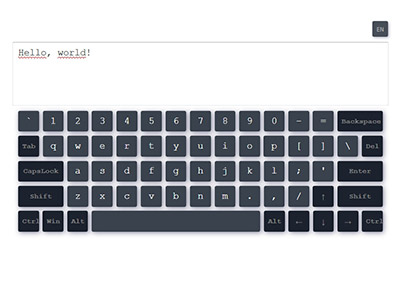 EN
Hello, world!
` 1 2 3 4 5 6 7 8 9 0 - = Backspace
Tab q w e r t y u i o p [ ] \ Del
CapsLock a s d f g h j k l ; ' Enter
Shift z x c v b n m , . / ↑ Shift
Ctrl Win Alt Alt ← ↓ → Ctrl